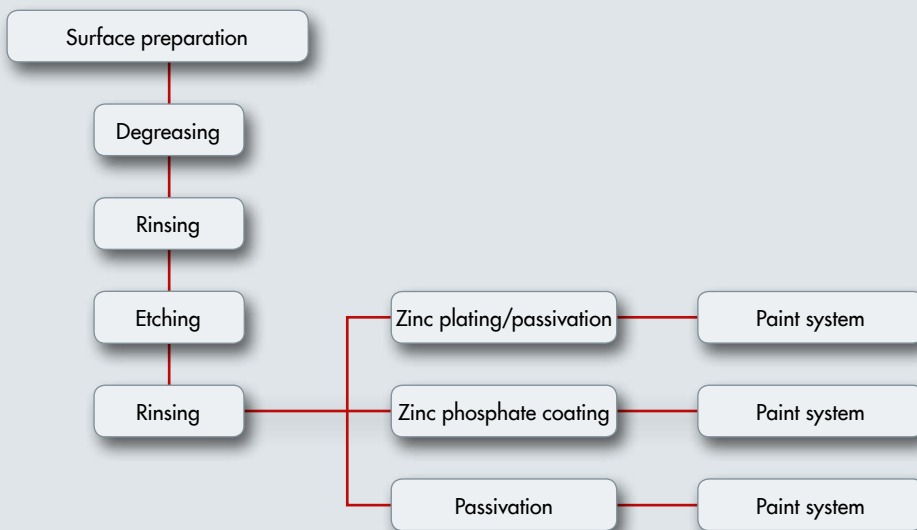 Surface preparation
Degreasing
Rinsing
Etching
Rinsing
Zinc plating/passivation
Paint system
Zinc phosphate coating
Paint system
Passivation
Paint system